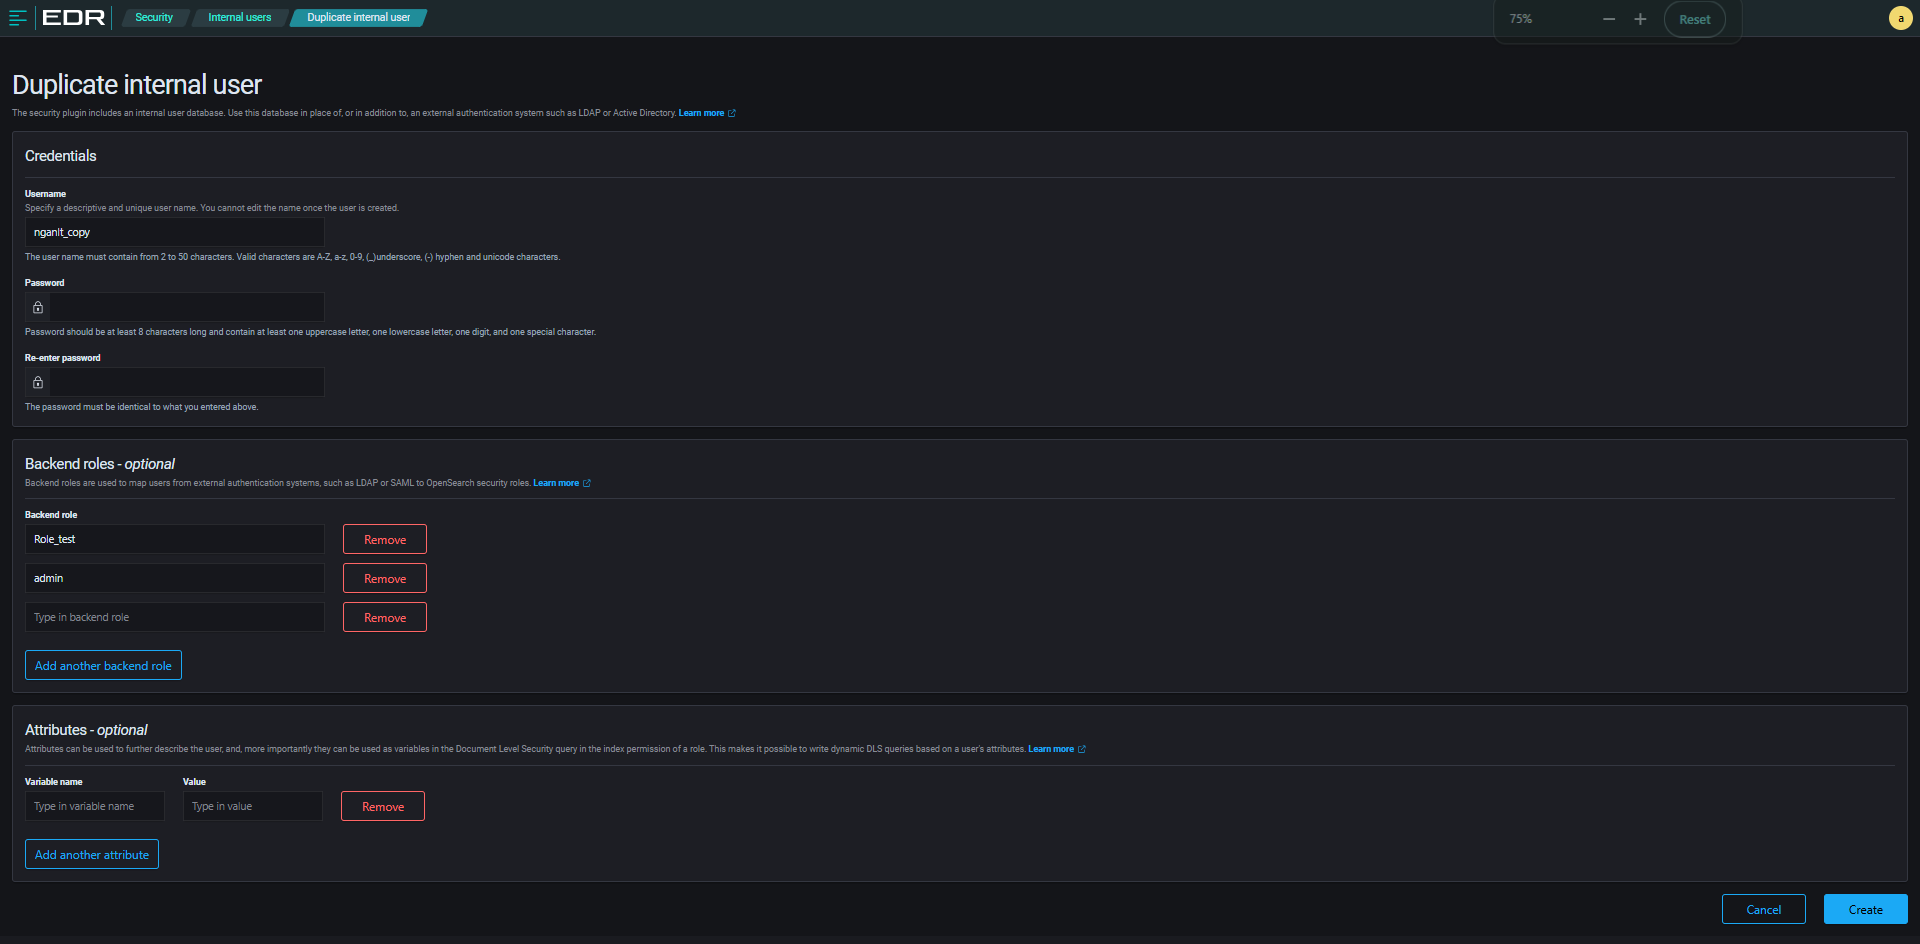 EDR Security Internal users Duplicate internal user 75% Reset a
Duplicate internal user
The security plugin includes an internal user database. Use this database in place of, or in addition to, an external authentication system such as LDAP or Active Directory. Learn more
Credentials
Username
Specify a descriptive and unique user name. You cannot edit the name once the user is created.
nganlt_copy
The user name must contain from 2 to 50 characters. Valid characters are A-Z, a-z, 0-9, (_)underscore, (-) hyphen and unicode characters.
Password
Password should be at least 8 characters long and contain at least one uppercase letter, one lowercase letter, one digit, and one special character.
Re-enter password
The password must be identical to what you entered above.
Backend roles - optional
Backend roles are used to map users from external authentication systems, such as LDAP or SAML to OpenSearch security roles. Learn more
Backend role
Role_test Remove
admin Remove
Type in backend role Remove
Add another backend role
Attributes - optional
Attributes can be used to further describe the user, and, more importantly they can be used as variables in the Document Level Security query in the index permission of a role. This makes it possible to write dynamic DLS queries based on a user's attributes. Learn more
Variable name Value
Type in variable name Type in value Remove
Add another attribute
Cancel Create